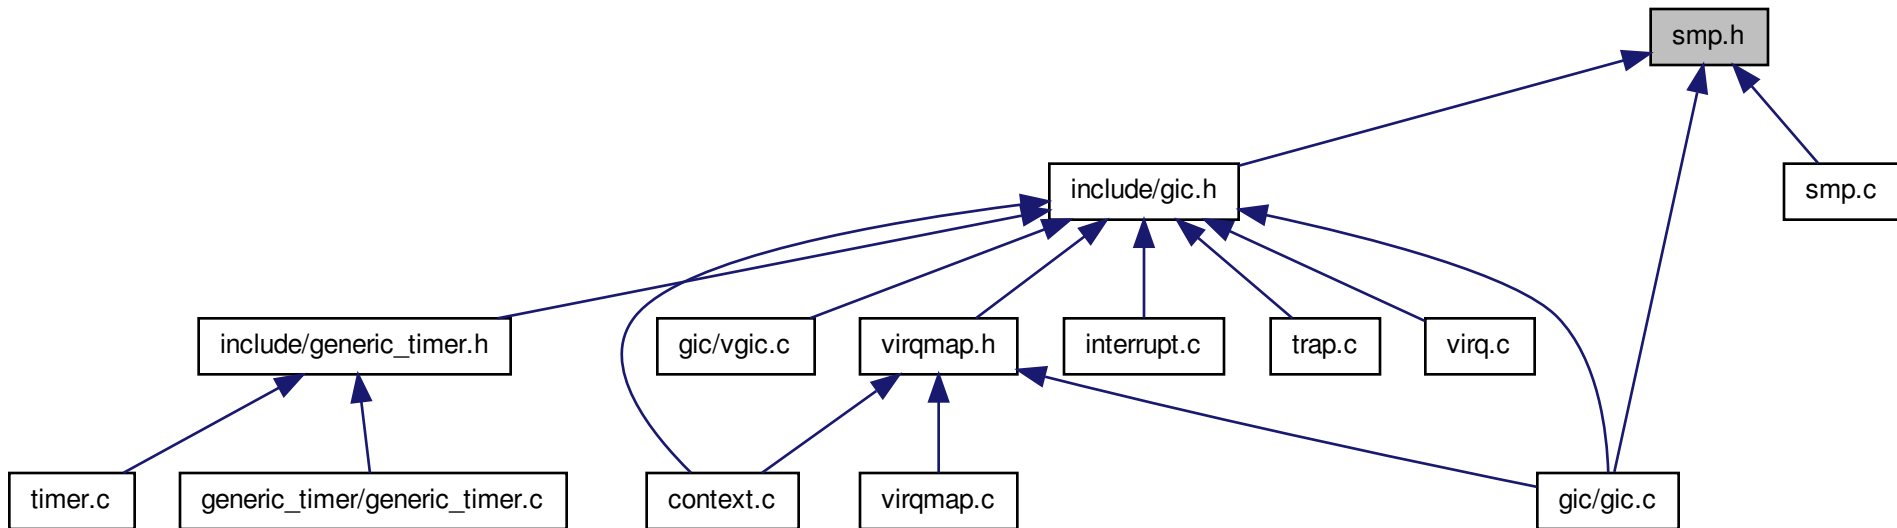 smp.h
include/gic.h
smp.c
include/generic_timer.h
gic/vgic.c
virqmap.h
interrupt.c
trap.c
virq.c
timer.c
generic_timer/generic_timer.c
context.c
virqmap.c
gic/gic.c